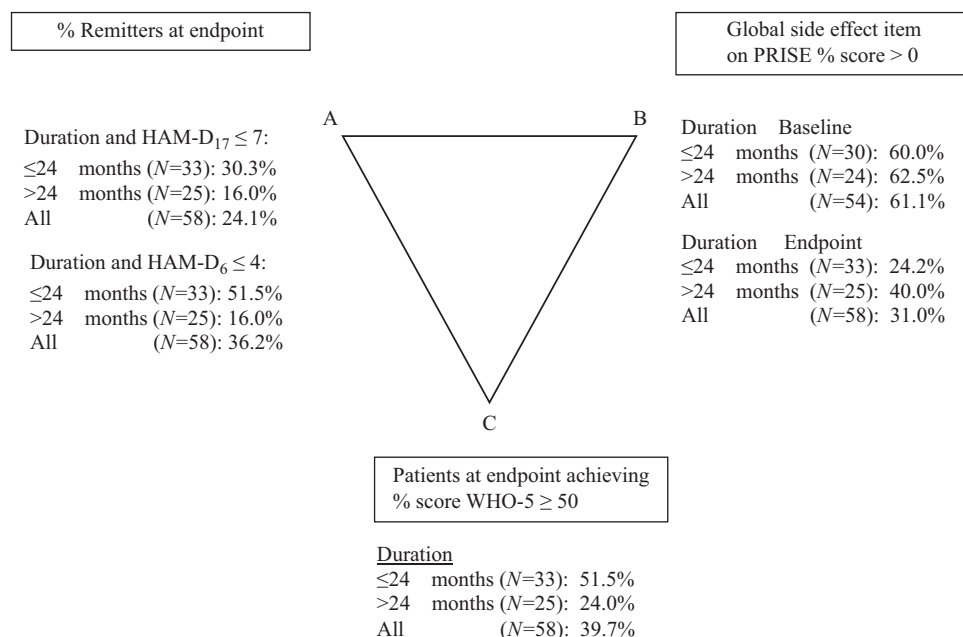 % Remitters at endpoint
Global side effect item
on PRISE % score > 0
A
B
Duration and HAM-D₁₇ ≤ 7:
≤24 months (N=33): 30.3%
>24 months (N=25): 16.0%
All (N=58): 24.1%
Duration and HAM-D₆ ≤ 4:
≤24 months (N=33): 51.5%
>24 months (N=25): 16.0%
All (N=58): 36.2%
Duration Baseline
≤24 months (N=30): 60.0%
>24 months (N=24): 62.5%
All (N=54): 61.1%
Duration Endpoint
≤24 months (N=33): 24.2%
>24 months (N=25): 40.0%
All (N=58): 31.0%
C
Patients at endpoint achieving
% score WHO-5 ≥ 50
Duration
≤24 months (N=33): 51.5%
>24 months (N=25): 24.0%
All (N=58): 39.7%